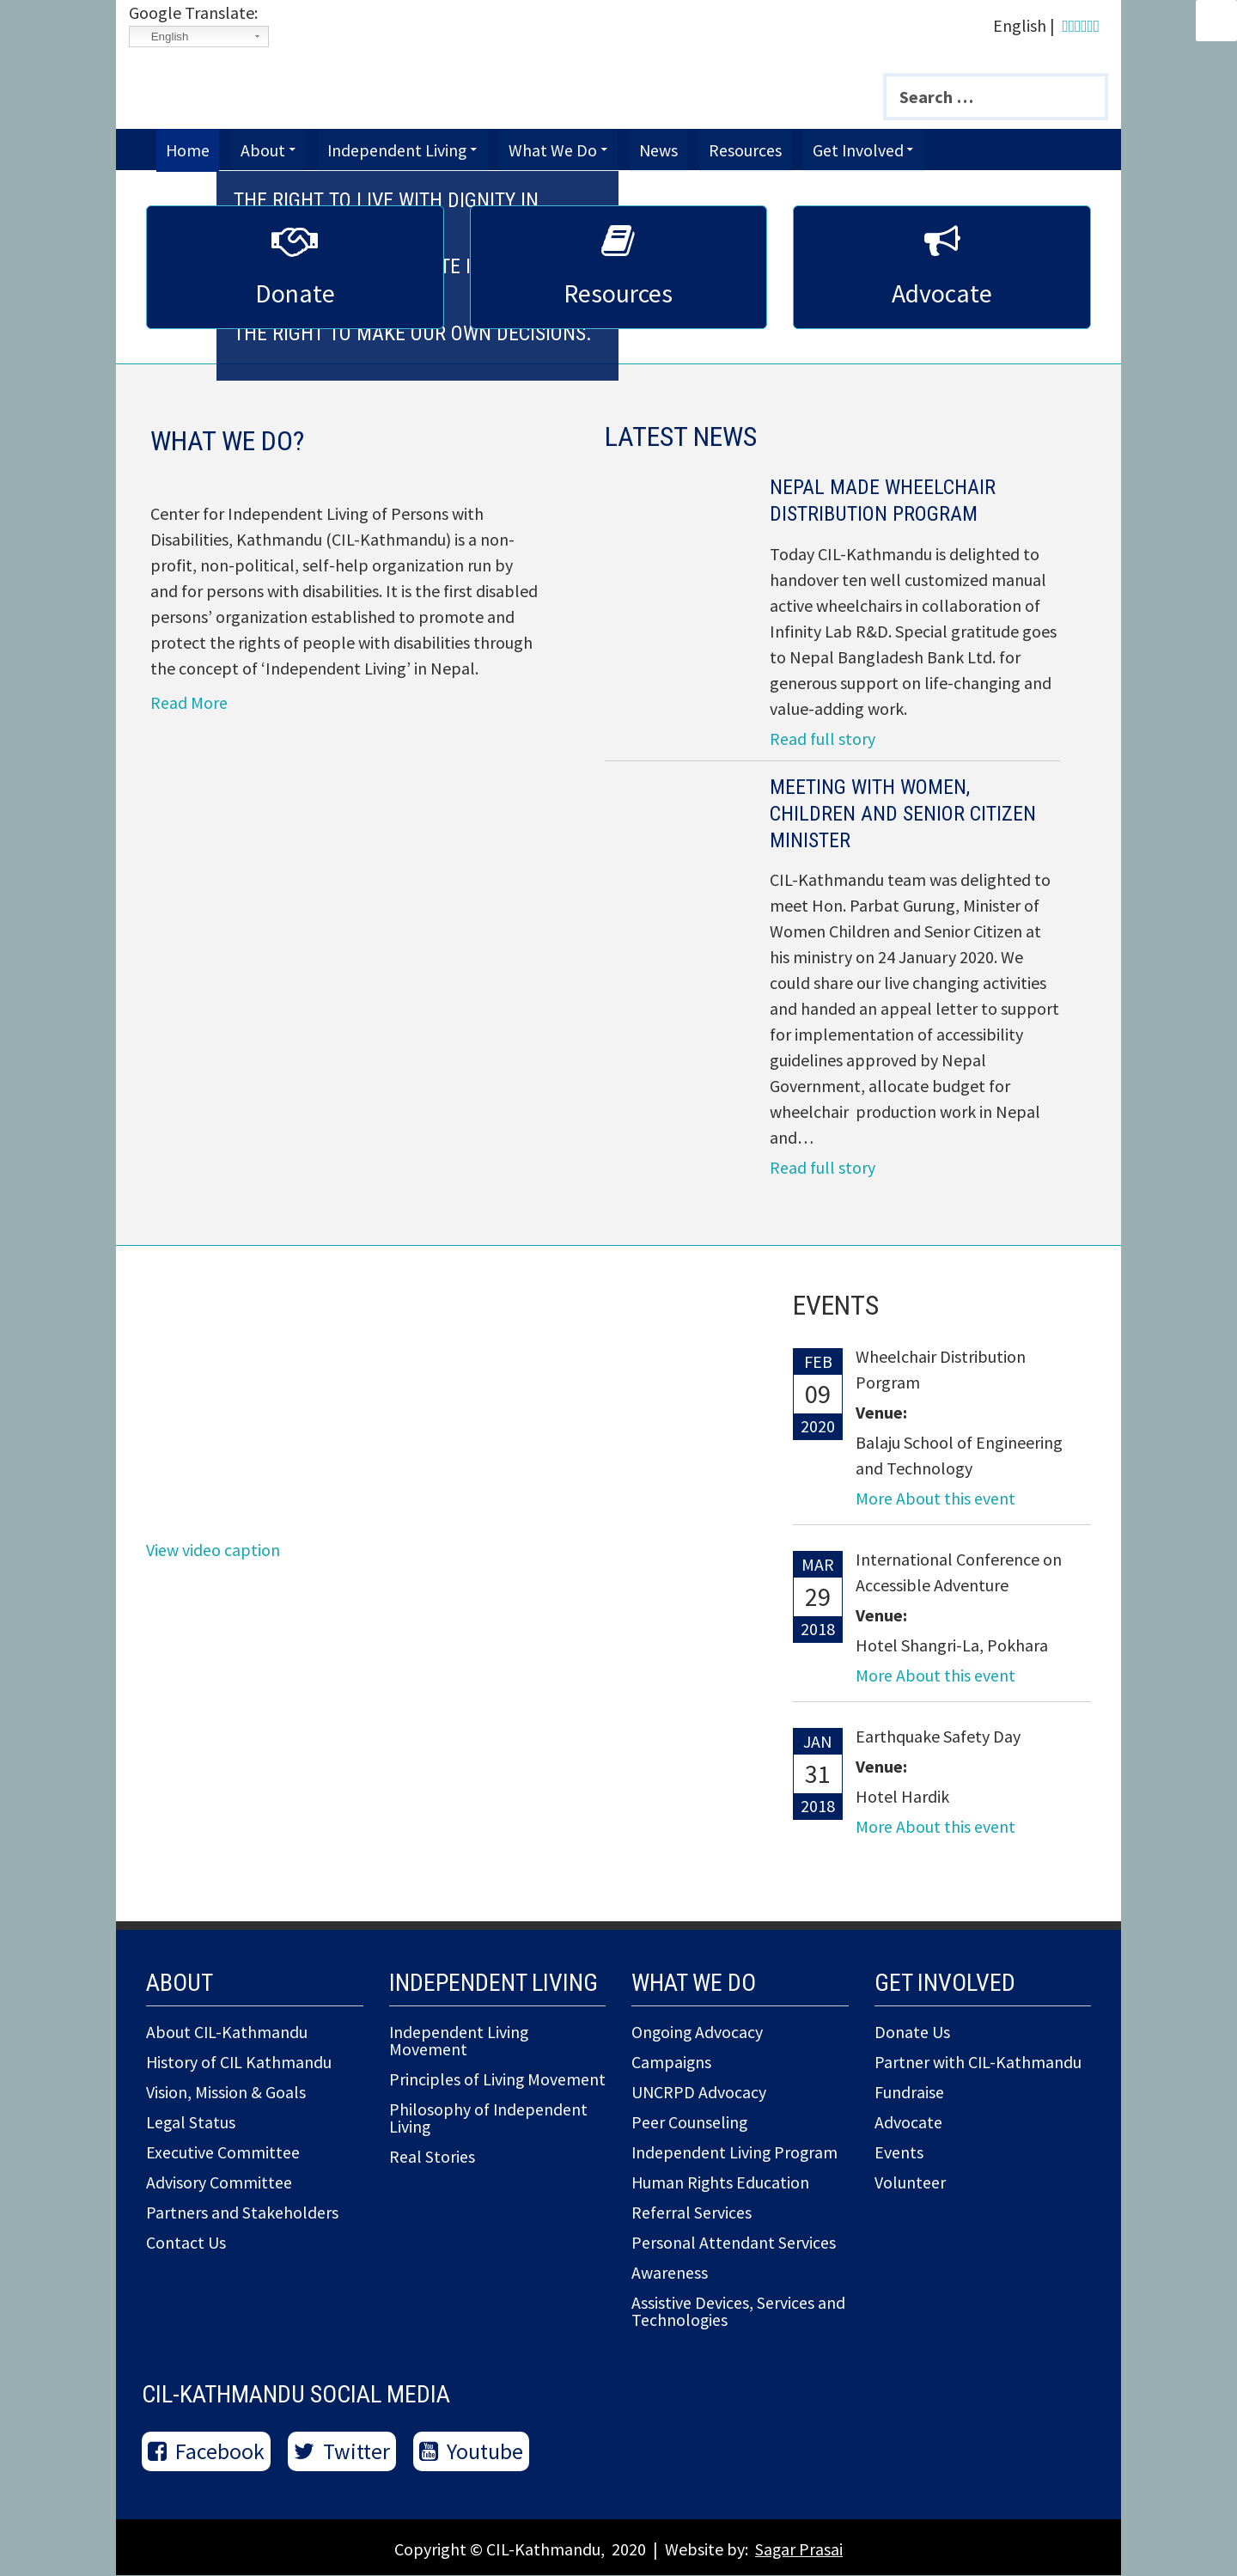 Google Translate:
English
English |
Search …
Home About Independent Living What We Do News Resources Get Involved
THE RIGHT TO LIVE WITH DIGNITY IN
Donate
Resources
Advocate
THE RIGHT TO MAKE OUR OWN DECISIONS.
WHAT WE DO?
Center for Independent Living of Persons with
Disabilities, Kathmandu (CIL-Kathmandu) is a non-
profit, non-political, self-help organization run by
and for persons with disabilities. It is the first disabled
persons’ organization established to promote and
protect the rights of people with disabilities through
the concept of ‘Independent Living’ in Nepal.
Read More
LATEST NEWS
NEPAL MADE WHEELCHAIR
DISTRIBUTION PROGRAM
Today CIL-Kathmandu is delighted to
handover ten well customized manual
active wheelchairs in collaboration of
Infinity Lab R&D. Special gratitude goes
to Nepal Bangladesh Bank Ltd. for
generous support on life-changing and
value-adding work.
Read full story
MEETING WITH WOMEN,
CHILDREN AND SENIOR CITIZEN
MINISTER
CIL-Kathmandu team was delighted to
meet Hon. Parbat Gurung, Minister of
Women Children and Senior Citizen at
his ministry on 24 January 2020. We
could share our live changing activities
and handed an appeal letter to support
for implementation of accessibility
guidelines approved by Nepal
Government, allocate budget for
wheelchair production work in Nepal
and…
Read full story
View video caption
EVENTS
FEB
09
2020
Wheelchair Distribution
Porgram
Venue:
Balaju School of Engineering
and Technology
More About this event
MAR
29
2018
International Conference on
Accessible Adventure
Venue:
Hotel Shangri-La, Pokhara
More About this event
JAN
31
2018
Earthquake Safety Day
Venue:
Hotel Hardik
More About this event
ABOUT
About CIL-Kathmandu
History of CIL Kathmandu
Vision, Mission & Goals
Legal Status
Executive Committee
Advisory Committee
Partners and Stakeholders
Contact Us
INDEPENDENT LIVING
Independent Living
Movement
Principles of Living Movement
Philosophy of Independent
Living
Real Stories
WHAT WE DO
Ongoing Advocacy
Campaigns
UNCRPD Advocacy
Peer Counseling
Independent Living Program
Human Rights Education
Referral Services
Personal Attendant Services
Awareness
Assistive Devices, Services and
Technologies
GET INVOLVED
Donate Us
Partner with CIL-Kathmandu
Fundraise
Advocate
Events
Volunteer
CIL-KATHMANDU SOCIAL MEDIA
Facebook Twitter Youtube
Copyright © CIL-Kathmandu, 2020 | Website by: Sagar Prasai